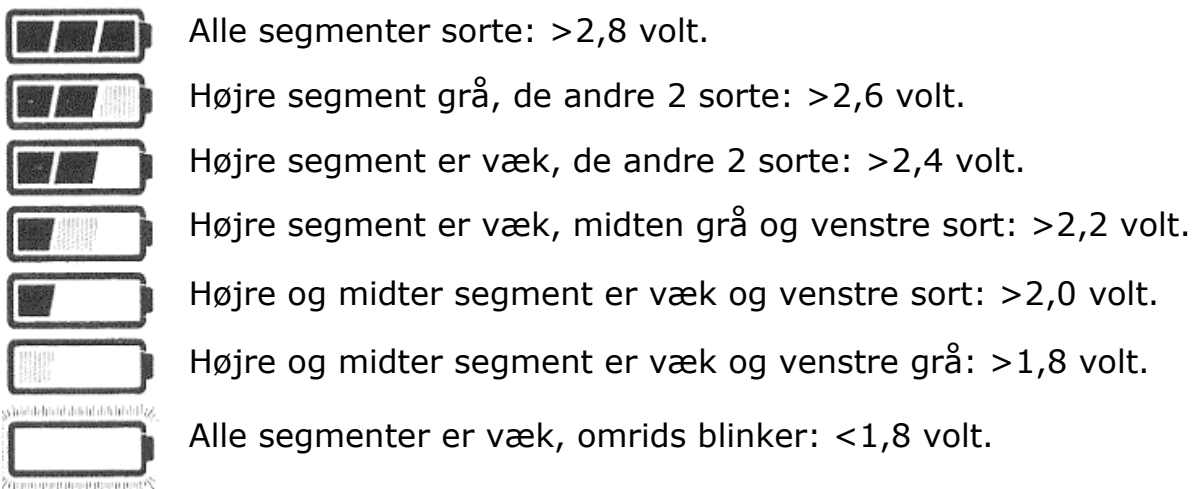 Alle segmenter sorte: >2,8 volt.
Højre segment grå, de andre 2 sorte: >2,6 volt.
Højre segment er væk, de andre 2 sorte: >2,4 volt.
Højre segment er væk, midten grå og venstre sort: >2,2 volt.
Højre og midter segment er væk og venstre sort: >2,0 volt.
Højre og midter segment er væk og venstre grå: >1,8 volt.
Alle segmenter er væk, omrids blinker: <1,8 volt.